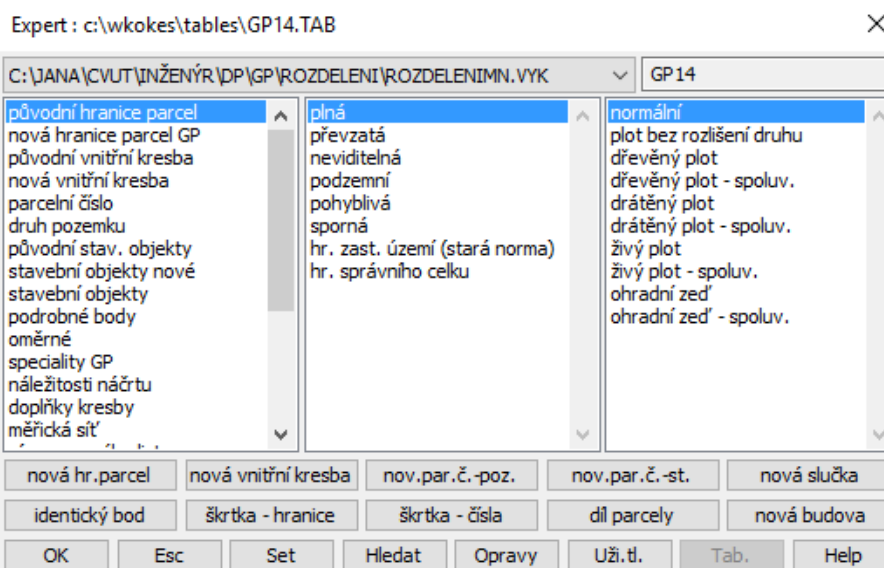 Expert : c:\wkokes\tables\GP14.TAB
C:\JANA\CVUT\INŽENÝR\DP\GP\ROZDELENI\ROZDELENIMN.VYK
GP14
původní hranice parcel
nová hranice parcel GP
původní vnitřní kresba
nová vnitřní kresba
parcelní číslo
druh pozemku
původní stav. objekty
stavební objekty nové
stavební objekty
podrobné body
oměrné
speciality GP
náležitosti náčrtu
doplňky kresby
měřická síť
plná
převzatá
neviditelná
podzemní
pohyblivá
sporná
hr. zast. území (stará norma)
hr. správního celku
normální
plot bez rozlišení druhu
dřevěný plot
dřevěný plot - spoluv.
drátěný plot
drátěný plot - spoluv.
živý plot
živý plot - spoluv.
ohradní zeď
ohradní zeď - spoluv.
nová hr.parcel
nová vnitřní kresba
nov.par.č.-poz.
nov.par.č.-st.
nová slučka
identický bod
škrtka - hranice
škrtka - čísla
díl parcely
nová budova
OK
Esc
Set
Hledat
Opravy
Uži.tl.
Tab.
Help